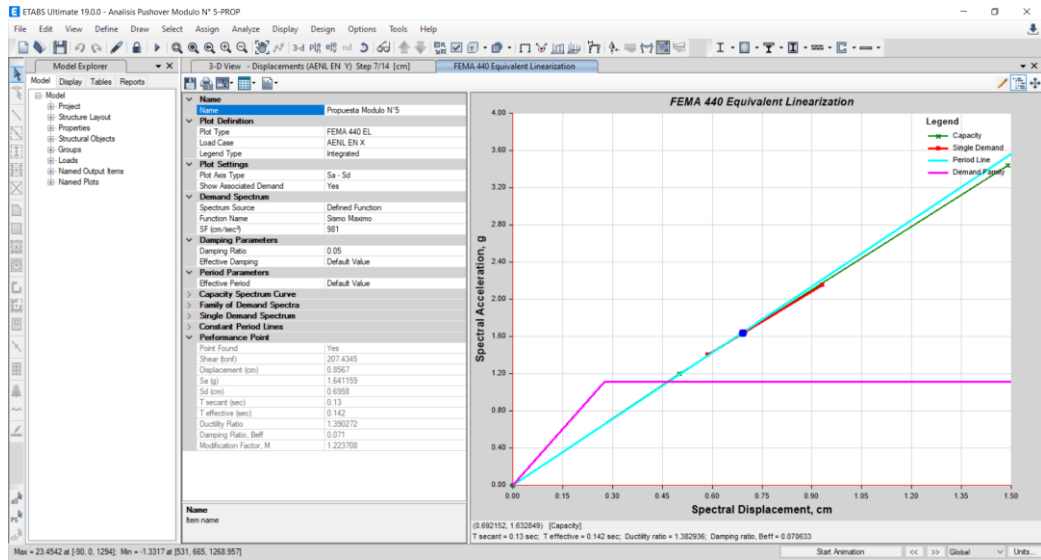 ETABS Ultimate 19.0.0 - Analisis Pushover Modulo N° 5-PROP
File Edit View Define Draw Select Assign Analyze Display Design Options Tools Help
3-d
nd
Model Explorer
Model Display Tables Reports
Model
Project
Structure Layout
Properties
Structural Objects
Groups
Loads
Named Output Items
Named Plots
3-D View - Displacements (AENL EN Y) Step 7/14 [cm]
FEMA 440 Equivalent Linearization
Name
Name Propuesta Modulo N°5
Plot Definition
Plot Type FEMA 440 EL
Load Case AENL EN X
Legend Type Integrated
Plot Settings
Plot Axis Type Sa - Sd
Show Associated Demand Yes
Demand Spectrum
Spectrum Source Defined Function
Function Name Sismo Maximo
SF (cm/sec²) 981
Damping Parameters
Damping Ratio 0.05
Effective Damping Default Value
Period Parameters
Effective Period Default Value
Capacity Spectrum Curve
Family of Demand Spectra
Single Demand Spectrum
Constant Period Lines
Performance Point
Point Found Yes
Shear (tonf) 207.4345
Displacement (cm) 0.8567
Sa (g) 1.641159
Sd (cm) 0.6958
T secant (sec) 0.13
T effective (sec) 0.142
Ductility Ratio 1.390272
Damping Ratio, Beff 0.071
Modification Factor, M 1.223708
Name
Item name
FEMA 440 Equivalent Linearization
Legend
Capacity
Single Demand
Period Line
Demand Family
Spectral Acceleration, g
4.00
3.60
3.20
2.80
2.40
2.00
1.60
1.20
0.80
0.40
0.00
0.00 0.15 0.30 0.45 0.60 0.75 0.90 1.05 1.20 1.35 1.50
Spectral Displacement, cm
(0.692152, 1.632849) [Capacity]
T secant = 0.13 sec; T effective = 0.142 sec; Ductility ratio = 1.382936; Damping ratio, Beff = 0.070633
Max = 23.4542 at [-90, 0, 1294]; Min = -1.3317 at [531, 665, 1268.957]
Start Animation << >> Global Units...